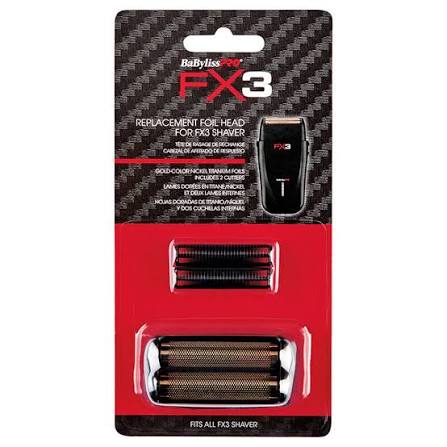 BaBylissPRO®
FX3
REPLACEMENT FOIL HEAD
FOR FX3 SHAVER
TÊTE DE RASAGE DE RECHANGE
CABEZAL DE AFEITADO DE RESPUESTO
GOLD-COLOR NICKEL TITANIUM FOILS
INCLUDES 2 CUTTERS
LAMES DORÉES EN TITANE/NICKEL
ET DEUX LAMES INTERNES
HOJAS DORADAS DE TITANIO/NÍQUEL
Y DOS CUCHILLAS INTERNAS
FX3
FITS ALL FX3 SHAVER